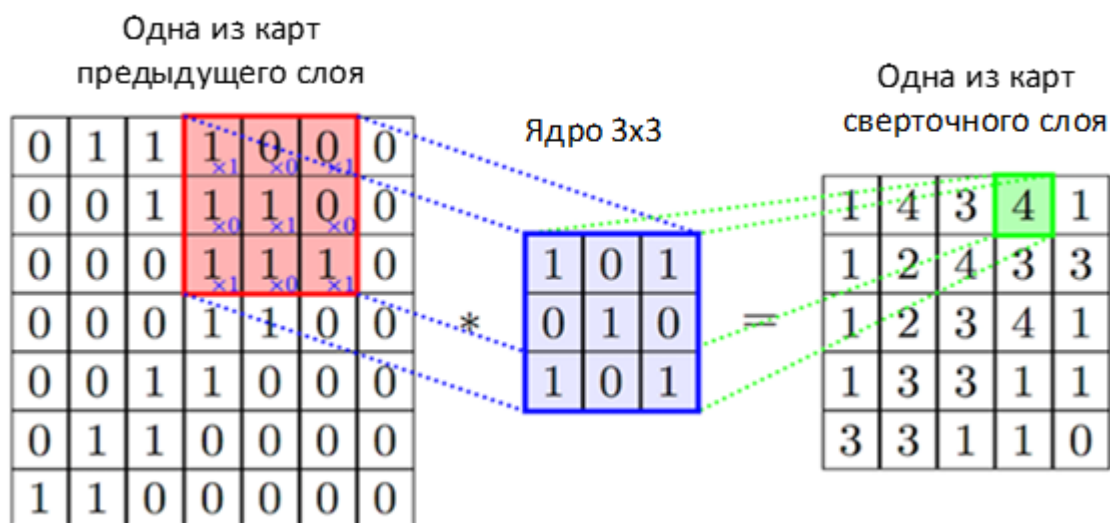 Одна из карт
предыдущего слоя
Одна из карт
сверточного слоя
Ядро 3x3
0 1 1 1×1 0×0 0×1 0
0 0 1 1×0 1×1 0×0 0
0 0 0 1×1 1×0 1×1 0
0 0 0 1 1 0 0
0 0 1 1 0 0 0
0 1 1 0 0 0 0
1 1 0 0 0 0 0
*
1 0 1
0 1 0
1 0 1
=
1 4 3 4 1
1 2 4 3 3
1 2 3 4 1
1 3 3 1 1
3 3 1 1 0